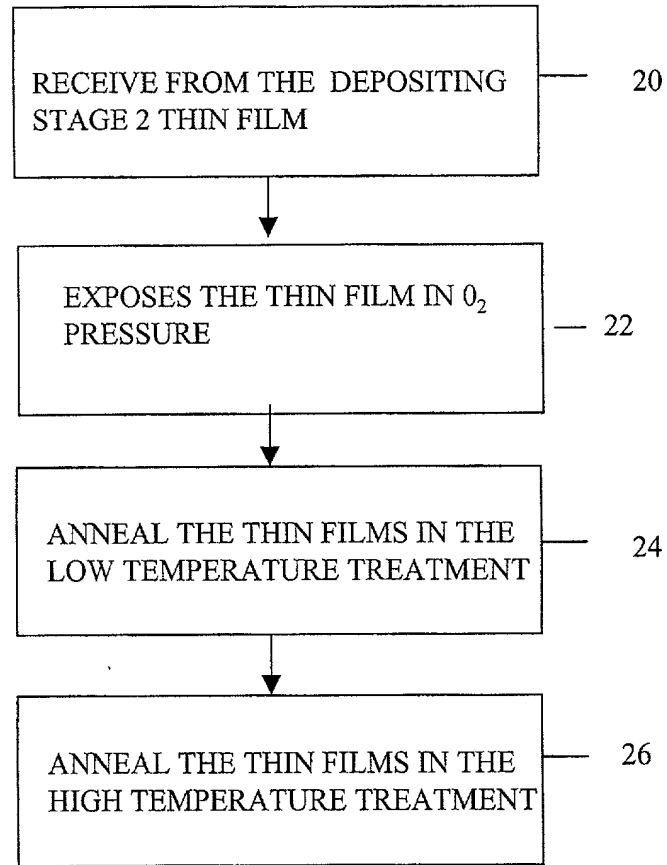 RECEIVE FROM THE DEPOSITING
STAGE 2 THIN FILM
20
EXPOSES THE THIN FILM IN 0₂
PRESSURE
22
ANNEAL THE THIN FILMS IN THE
LOW TEMPERATURE TREATMENT
24
ANNEAL THE THIN FILMS IN THE
HIGH TEMPERATURE TREATMENT
26